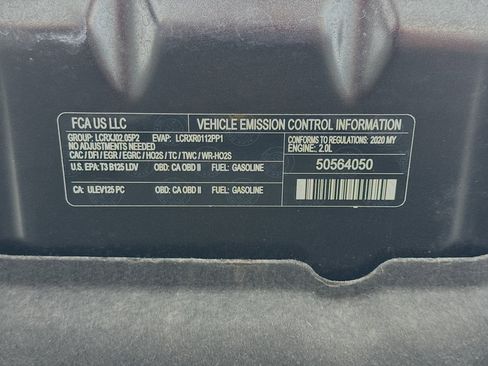 FCA US LLC
VEHICLE EMISSION CONTROL INFORMATION
GROUP: LCRXJ02.05P2 EVAP: LCRXR0112PP1
NO ADJUSTMENTS NEEDED
CAC / DFI / EGR / EGRC / HO2S / TC / TWC / WR-HO2S
CONFORMS TO REGULATIONS: 2020 MY
ENGINE: 2.0L
U.S. EPA: T3 B125 LDV OBD: CA OBD II FUEL: GASOLINE
50564050
CA: ULEV125 PC OBD: CA OBD II FUEL: GASOLINE